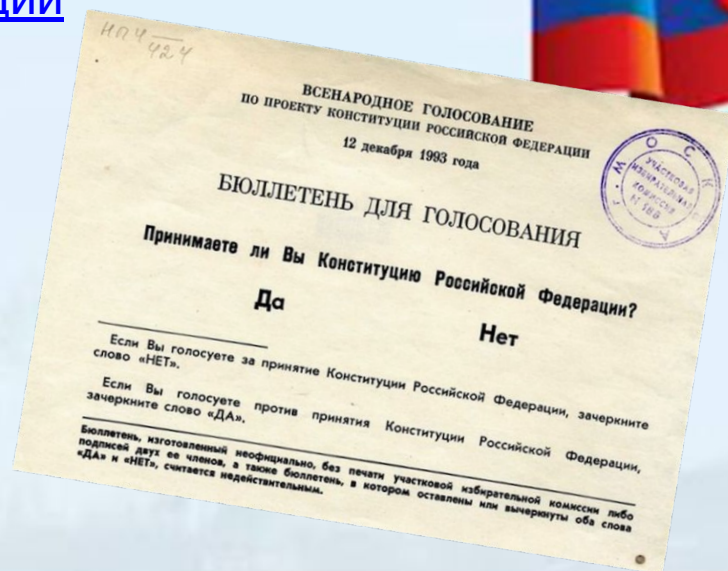 ции
НПЧ 424
ВСЕНАРОДНОЕ ГОЛОСОВАНИЕ
ПО ПРОЕКТУ КОНСТИТУЦИИ РОССИЙСКОЙ ФЕДЕРАЦИИ
12 декабря 1993 года
МОСКВА
УЧАСТКОВАЯ
ИЗБИРАТЕЛЬНАЯ
КОМИССИЯ
БЮЛЛЕТЕНЬ ДЛЯ ГОЛОСОВАНИЯ
Принимаете ли Вы Конституцию Российской Федерации?
Да Нет
Если Вы голосуете за принятие Конституции Российской Федерации, зачеркните
слово «НЕТ».
Если Вы голосуете против принятия Конституции Российской Федерации,
зачеркните слово «ДА».
Бюллетень, изготовленный неофициально, без печати участковой избирательной комиссии либо
подписей двух ее членов, а также бюллетень, в котором оставлены или вычеркнуты оба слова
«ДА» и «НЕТ», считается недействительным.